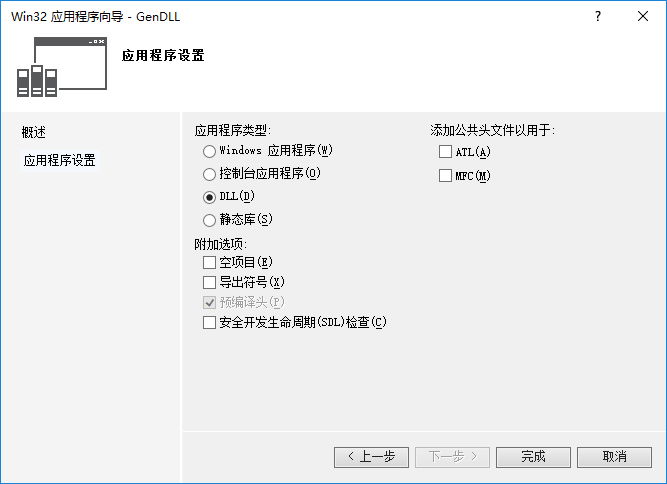 Win32 应用程序向导 - GenDLL
?
应用程序设置
概述
应用程序设置
应用程序类型:
Windows 应用程序(W)
控制台应用程序(O)
DLL(D)
静态库(S)
添加公共头文件以用于:
ATL(A)
MFC(M)
附加选项:
空项目(E)
导出符号(X)
预编译头(P)
安全开发生命周期(SDL)检查(C)
< 上一步
下一步 >
完成
取消